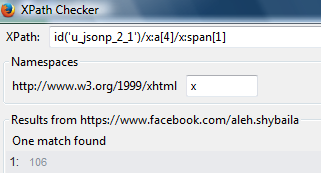 XPath Checker
XPath: id('u_jsonp_2_1')/x:a[4]/x:span[1]
Namespaces
http://www.w3.org/1999/xhtml x
Results from https://www.facebook.com/aleh.shybaila
One match found
1: 106